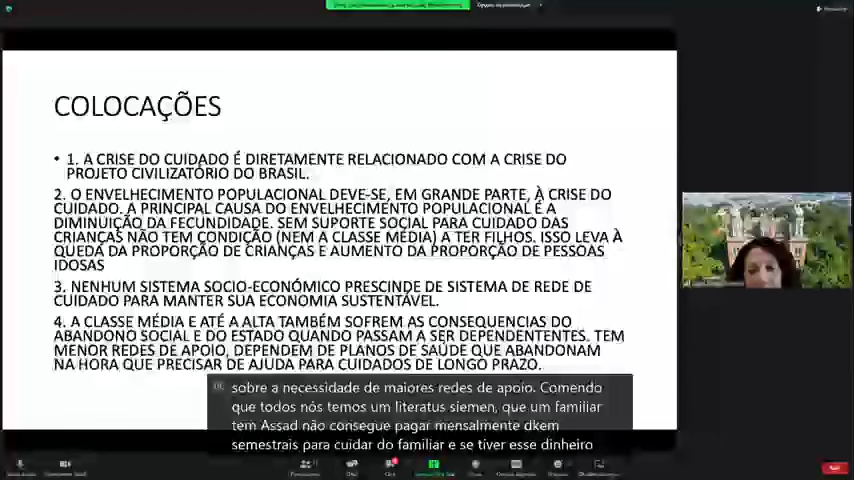 COLOCAÇÕES
• 1. A CRISE DO CUIDADO É DIRETAMENTE RELACIONADO COM A CRISE DO
PROJETO CIVILIZATÓRIO DO BRASIL.
2. O ENVELHECIMENTO POPULACIONAL DEVE-SE, EM GRANDE PARTE, À CRISE DO
CUIDADO. A PRINCIPAL CAUSA DO ENVELHECIMENTO POPULACIONAL É A
DIMINUIÇÃO DA FECUNDIDADE. SEM SUPORTE SOCIAL PARA CUIDADO DAS
CRIANÇAS NÃO TEM CONDIÇÃO (NEM A CLASSE MÉDIA) A TER FILHOS. ISSO LEVA À
QUEDA DA PROPORÇÃO DE CRIANÇAS E AUMENTO DA PROPORÇÃO DE PESSOAS
IDOSAS
3. NENHUM SISTEMA SOCIO-ECONÓMICO PRESCINDE DE SISTEMA DE REDE DE
CUIDADO PARA MANTER SUA ECONOMIA SUSTENTÁVEL.
4. A CLASSE MÉDIA E ATÉ A ALTA TAMBÉM SOFREM AS CONSEQUENCIAS DO
ABANDONO SOCIAL E DO ESTADO QUANDO PASSAM A SER DEPENDENTENTES. TEM
MENOR REDES DE APOIO, DEPENDEM DE PLANOS DE SAÚDE QUE ABANDONAM
NA HORA QUE PRECISAR DE AJUDA PARA CUIDADOS DE LONGO PRAZO.
sobre a necessidade de maiores redes de apoio. Comendo
que todos nós temos um literatus siemen, que um familiar
tem Assad não consegue pagar mensalmente dkem
semestrais para cuidar do familiar e se tiver esse dinheiro